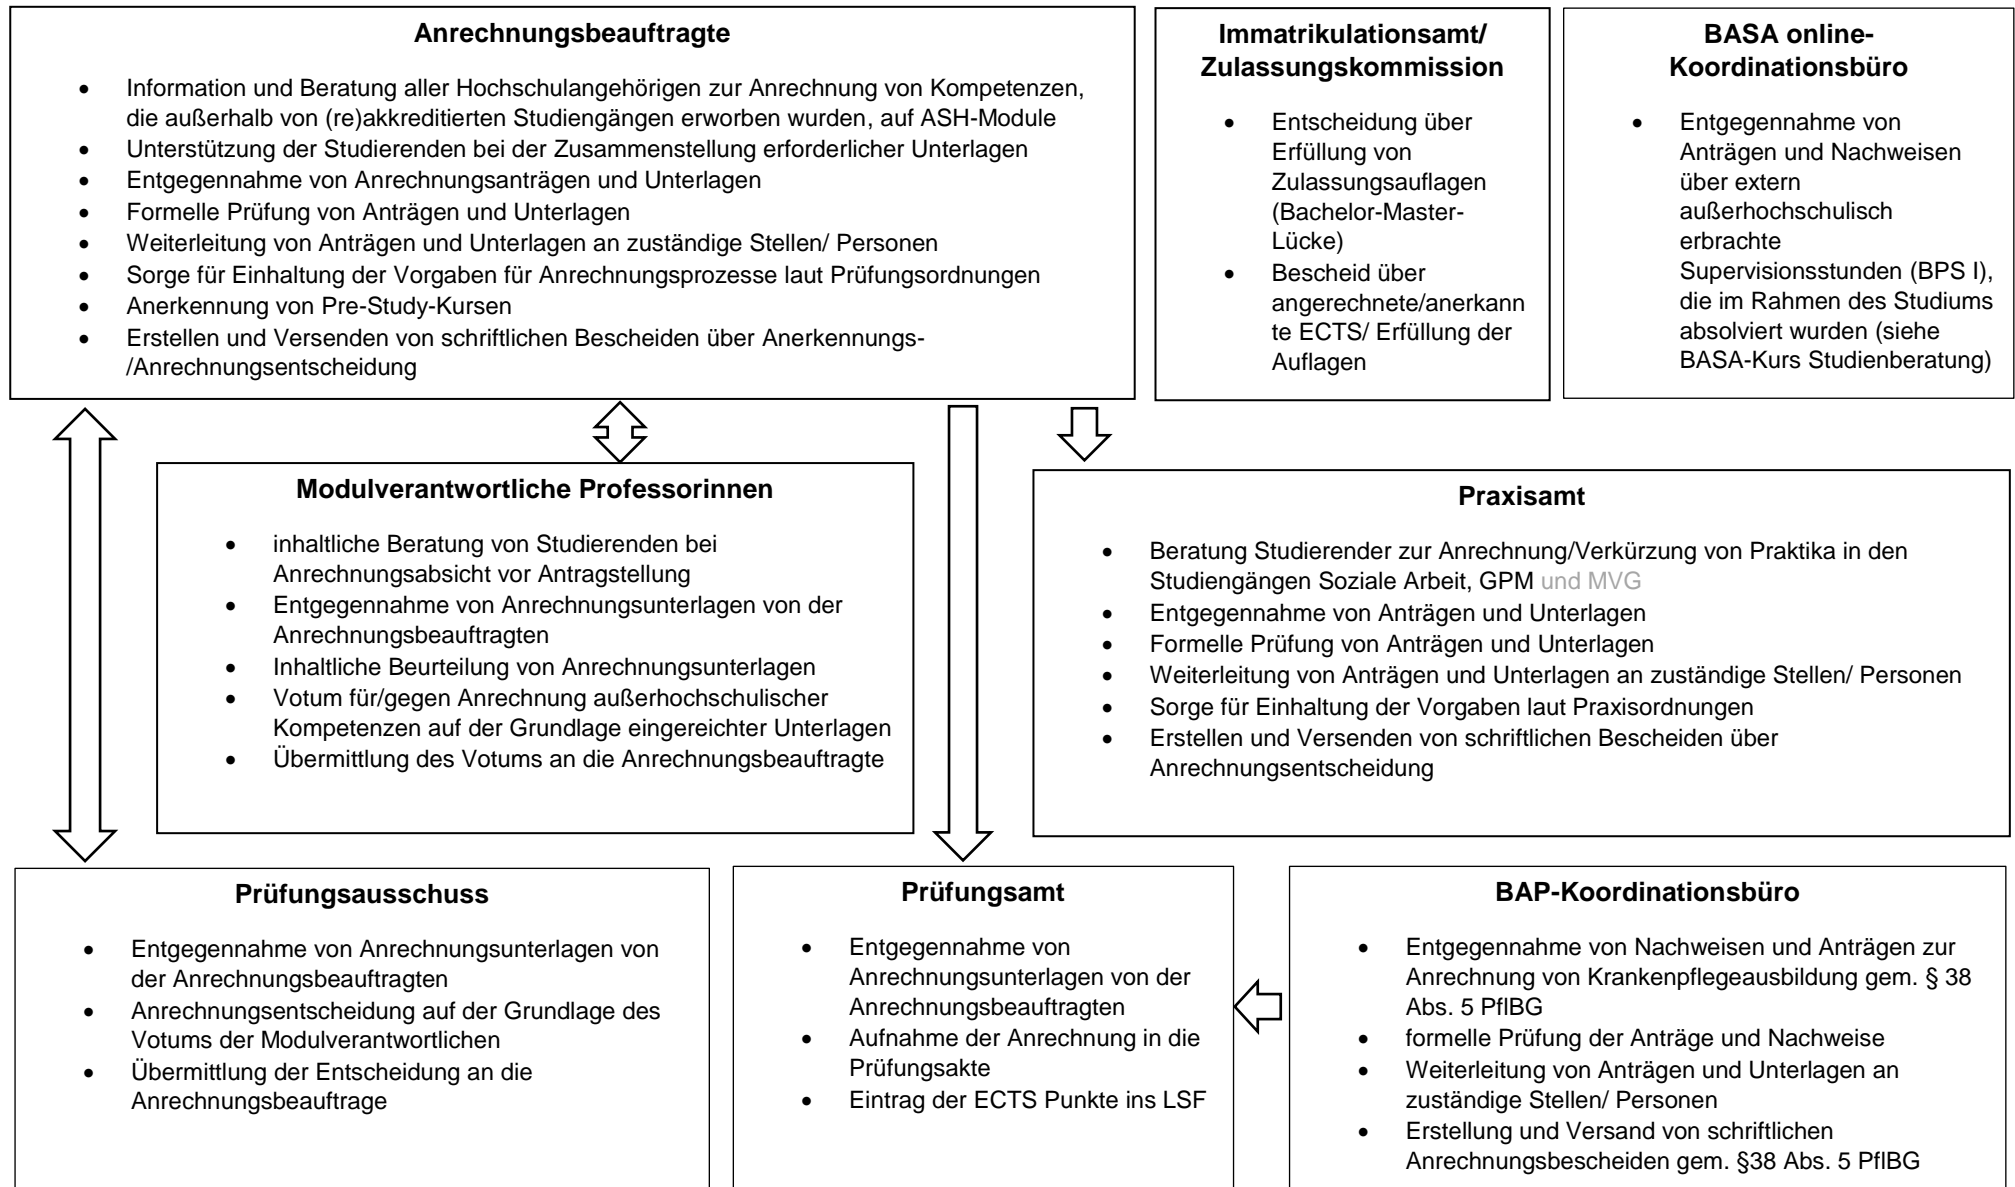 Anrechnungsbeauftragte
• Information und Beratung aller Hochschulangehörigen zur Anrechnung von Kompetenzen,
die außerhalb von (re)akkreditierten Studiengängen erworben wurden, auf ASH-Module
• Unterstützung der Studierenden bei der Zusammenstellung erforderlicher Unterlagen
• Entgegennahme von Anrechnungsanträgen und Unterlagen
• Formelle Prüfung von Anträgen und Unterlagen
• Weiterleitung von Anträgen und Unterlagen an zuständige Stellen/ Personen
• Sorge für Einhaltung der Vorgaben für Anrechnungsprozesse laut Prüfungsordnungen
• Anerkennung von Pre-Study-Kursen
• Erstellen und Versenden von schriftlichen Bescheiden über Anerkennungs-
/Anrechnungsentscheidung
Immatrikulationsamt/
Zulassungskommission
• Entscheidung über
Erfüllung von
Zulassungsauflagen
(Bachelor-Master-
Lücke)
• Bescheid über
angerechnete/anerkann
te ECTS/ Erfüllung der
Auflagen
BASA online-
Koordinationsbüro
• Entgegennahme von
Anträgen und Nachweisen
über extern
außerhochschulisch
erbrachte
Supervisionsstunden (BPS I),
die im Rahmen des Studiums
absolviert wurden (siehe
BASA-Kurs Studienberatung)
Modulverantwortliche Professorinnen
• inhaltliche Beratung von Studierenden bei
Anrechnungsabsicht vor Antragstellung
• Entgegennahme von Anrechnungsunterlagen von der
Anrechnungsbeauftragten
• Inhaltliche Beurteilung von Anrechnungsunterlagen
• Votum für/gegen Anrechnung außerhochschulischer
Kompetenzen auf der Grundlage eingereichter Unterlagen
• Übermittlung des Votums an die Anrechnungsbeauftragte
Praxisamt
• Beratung Studierender zur Anrechnung/Verkürzung von Praktika in den
Studiengängen Soziale Arbeit, GPM und MVG
• Entgegennahme von Anträgen und Unterlagen
• Formelle Prüfung von Anträgen und Unterlagen
• Weiterleitung von Anträgen und Unterlagen an zuständige Stellen/ Personen
• Sorge für Einhaltung der Vorgaben laut Praxisordnungen
• Erstellen und Versenden von schriftlichen Bescheiden über
Anrechnungsentscheidung
Prüfungsausschuss
• Entgegennahme von Anrechnungsunterlagen von
der Anrechnungsbeauftragten
• Anrechnungsentscheidung auf der Grundlage des
Votums der Modulverantwortlichen
• Übermittlung der Entscheidung an die
Anrechnungsbeauftrage
Prüfungsamt
• Entgegennahme von
Anrechnungsunterlagen von der
Anrechnungsbeauftragten
• Aufnahme der Anrechnung in die
Prüfungsakte
• Eintrag der ECTS Punkte ins LSF
BAP-Koordinationsbüro
• Entgegennahme von Nachweisen und Anträgen zur
Anrechnung von Krankenpflegeausbildung gem. § 38
Abs. 5 PflBG
• formelle Prüfung der Anträge und Nachweise
• Weiterleitung von Anträgen und Unterlagen an
zuständige Stellen/ Personen
• Erstellung und Versand von schriftlichen
Anrechnungsbescheiden gem. §38 Abs. 5 PflBG